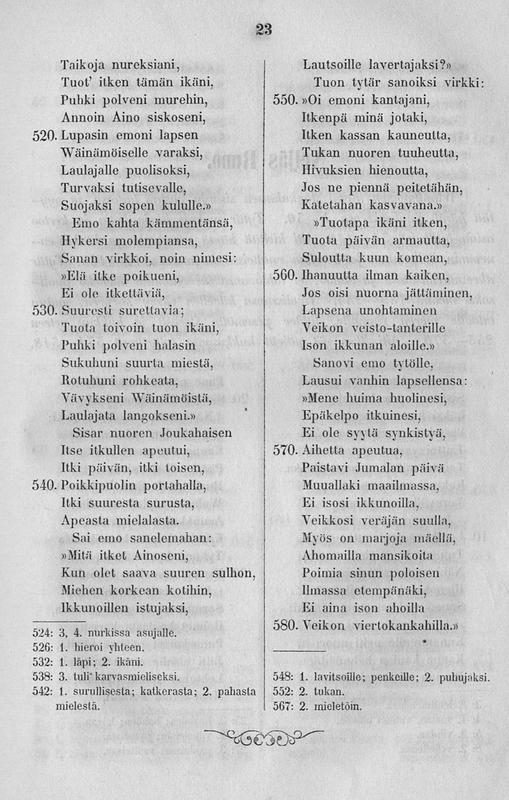 23
Taikoja nureksiani,
Tuot' itken tämän ikäni,
Puhki polveni murehin,
Annoin Aino siskoseni,
520. Lupasin emoni lapsen
Wäinämöiselle varaksi,
Laulajalle puolisoksi,
Turvaksi tutisevalle,
Suojaksi sopen kululle.»
Emo kahta kämmentänsä,
Hykersi molempiansa,
Sanan virkkoi, noin nimesi:
»Elä itke poikueni,
Ei ole itkettäviä,
530. Suuresti surettavia;
Tuota toivoin tuon ikäni,
Puhki polveni halasin
Sukuhuni suurta miestä,
Rotuhuni rohkeata,
Vävykseni Wäinämöistä,
Laulajata langokseni.»
Sisar nuoren Joukahaisen
Itse itkullen apeutui,
Itki päivän, itki toisen,
540. Poikkipuolin portahalla,
Itki suuresta surusta,
Apeasta mielalasta.
Sai emo sanelemahan:
»Mitä itket Ainoseni,
Kun olet saava suuren sulhon,
Miehen korkean kotihin,
Ikkunoillen istujaksi,
524: 3, 4. nurkissa asujalle.
526: 1. hieroi yhteen.
532: 1. läpi; 2. ikäni.
538: 3. tuli karvasmieliseksi.
542: 1. surullisesta; katkerasta; 2. pahasta
mielestä.
Lautsoille lavertajaksi?»
Tuon tytär sanoiksi virkki:
550. »Oi emoni kantajani,
Itkenpä minä jotaki,
Itken kassan kauneutta,
Tukan nuoren tuuheutta,
Hivuksien hienoutta,
Jos ne piennä peitetähän,
Katetahan kasvavana.»
»Tuotapa ikäni itken,
Tuota päivän armautta,
Suloutta kuun komean,
560. Ihanuutta ilman kaiken,
Jos oisi nuorna jättäminen,
Lapsena unohtaminen
Veikon veisto-tanterille
Ison ikkunan aloille.»
Sanovi emo tytölle,
Lausui vanhin lapsellensa:
»Mene huima huolinesi,
Epäkelpo itkuinesi,
Ei ole syytä synkistyä,
570. Aihetta apeutua,
Paistavi Jumalan päivä
Muuallaki maailmassa,
Ei isosi ikkunoilla,
Veikkosi veräjän suulla,
Myös on marjoja mäellä,
Ahomailla mansikoita
Poimia sinun poloisen
Ilmassa etempänäki,
Ei aina ison ahoilla
580. Veikon viertokankahilla.»
548: 1. lavitsoille; penkeille; 2. puhujaksi.
552: 2. tukan.
567: 2. mieletöin.